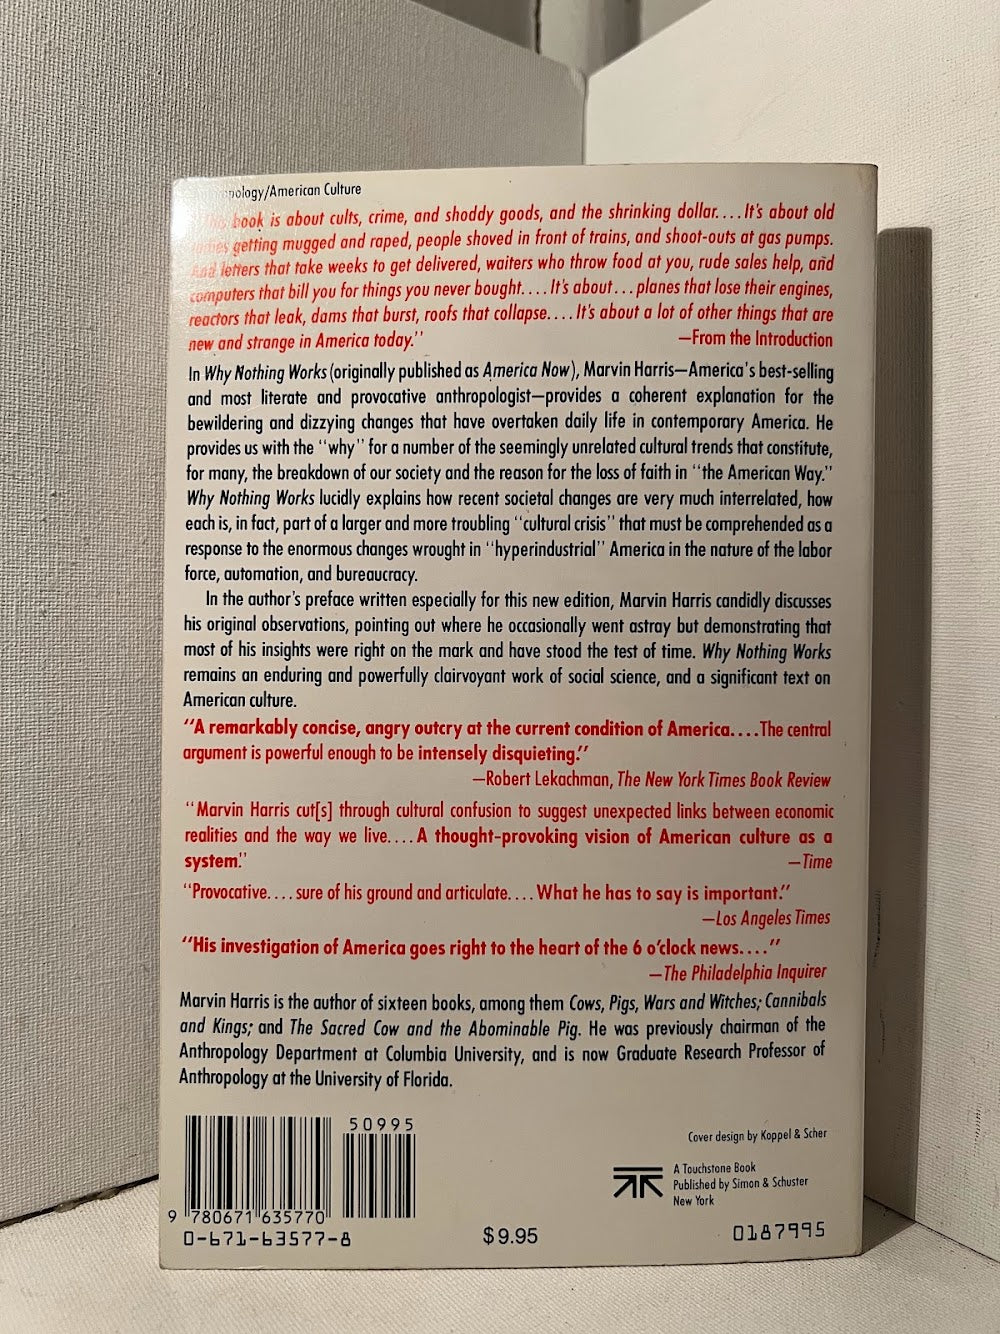 nology/American Culture
book is about cults, crime, and shoddy goods, and the shrinking dollar....It's about old
getting mugged and raped, people shoved in front of trains, and shoot-outs at gas pumps.
And letters that take weeks to get delivered, waiters who throw food at you, rude sales help, and
computers that bill you for things you never bought....It's about...planes that lose their engines,
reactors that leak, dams that burst, roofs that collapse....It's about a lot of other things that are
new and strange in America today." —From the Introduction
In Why Nothing Works (originally published as America Now), Marvin Harris—America's best-selling
and most literate and provocative anthropologist—provides a coherent explanation for the
bewildering and dizzying changes that have overtaken daily life in contemporary America. He
provides us with the "why" for a number of the seemingly unrelated cultural trends that constitute,
for many, the breakdown of our society and the reason for the loss of faith in "the American Way."
Why Nothing Works lucidly explains how recent societal changes are very much interrelated, how
each is, in fact, part of a larger and more troubling "cultural crisis" that must be comprehended as a
response to the enormous changes wrought in "hyperindustrial" America in the nature of the labor
force, automation, and bureaucracy.
In the author's preface written especially for this new edition, Marvin Harris candidly discusses
his original observations, pointing out where he occasionally went astray but demonstrating that
most of his insights were right on the mark and have stood the test of time. Why Nothing Works
remains an enduring and powerfully clairvoyant work of social science, and a significant text on
American culture.
"A remarkably concise, angry outcry at the current condition of America....The central
argument is powerful enough to be intensely disquieting."
—Robert Lekachman, The New York Times Book Review
"Marvin Harris cut[s] through cultural confusion to suggest unexpected links between economic
realities and the way we live....A thought-provoking vision of American culture as a
system." —Time
"Provocative....sure of his ground and articulate....What he has to say is important."
—Los Angeles Times
"His investigation of America goes right to the heart of the 6 o'clock news...."
—The Philadelphia Inquirer
Marvin Harris is the author of sixteen books, among them Cows, Pigs, Wars and Witches; Cannibals
and Kings; and The Sacred Cow and the Abominable Pig. He was previously chairman of the
Anthropology Department at Columbia University, and is now Graduate Research Professor of
Anthropology at the University of Florida.
50995
9 780671 635770
0-671-63577-8
$9.95
Cover design by Koppel & Scher
A Touchstone Book
Published by Simon & Schuster
New York
0187995